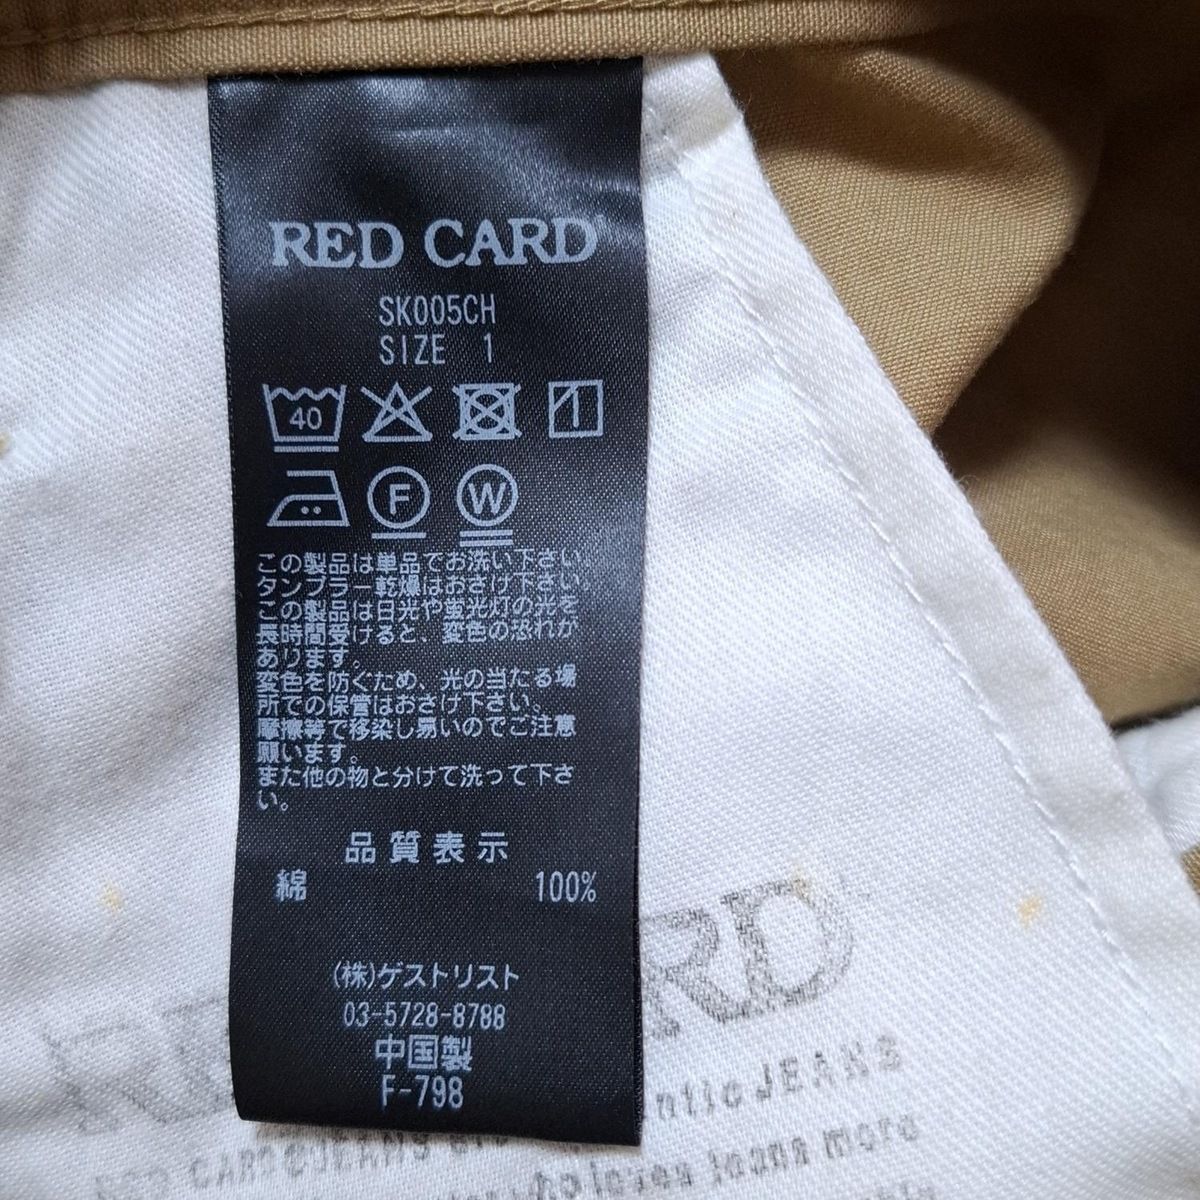 RED CARD
SK005CH
SIZE 1
40
F W
この製品は単品でお洗い下さい
タンブラー乾燥はおさけ下さい
この製品は日光や蛍光灯の光を
長時間受けると、変色の恐れが
あります。
変色を防ぐため、光の当たる場
所での保管はおさけ下さい。
摩擦等で移染し易いのでご注意
願います。
また他の物と分けて洗って下さ
い。
品質表示
綿 100%
(株)ゲストリスト
03-5728-8788
中国製
F-798
RD
JEANS
jeans more